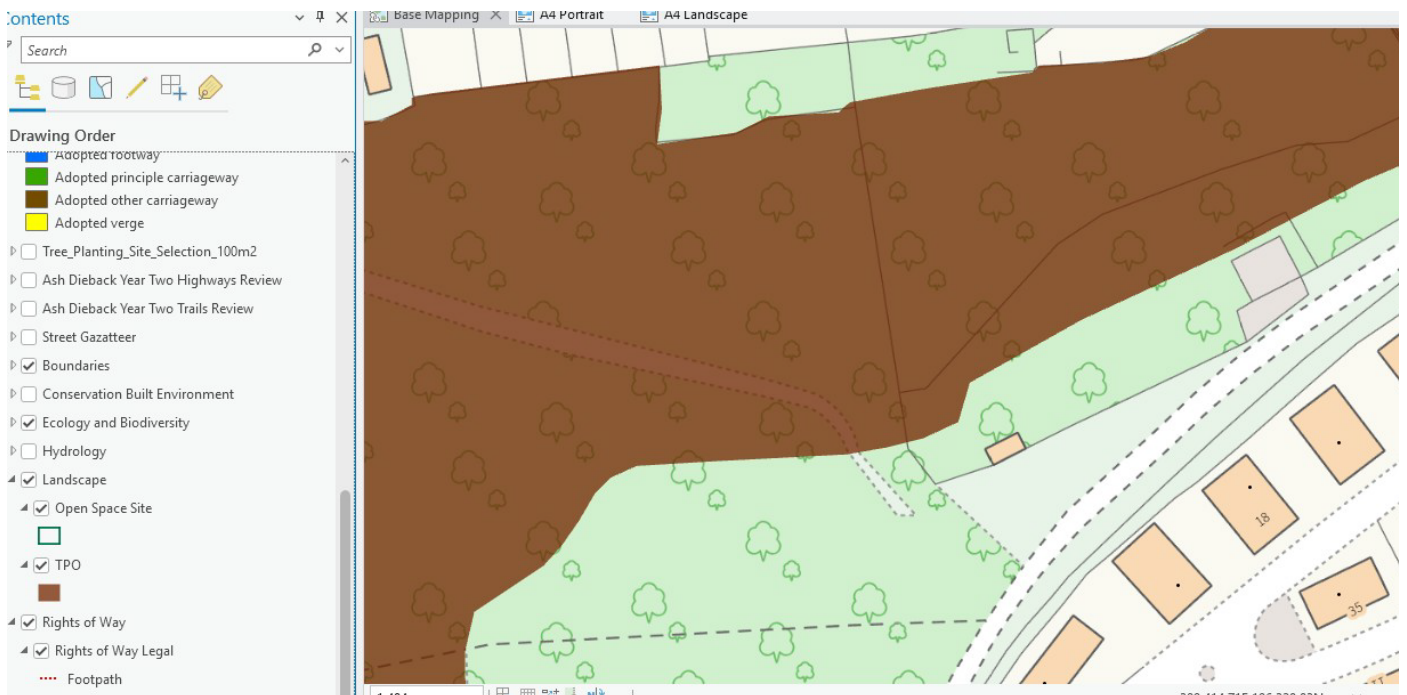 Contents
Search
Drawing Order
Adopted footway
Adopted principle carriageway
Adopted other carriageway
Adopted verge
Tree_Planting_Site_Selection_100m2
Ash Dieback Year Two Highways Review
Ash Dieback Year Two Trails Review
Street Gazatteer
Boundaries
Conservation Built Environment
Ecology and Biodiversity
Hydrology
Landscape
Open Space Site
TPO
Rights of Way
Rights of Way Legal
Footpath
Base Mapping
A4 Portrait
A4 Landscape
18
35